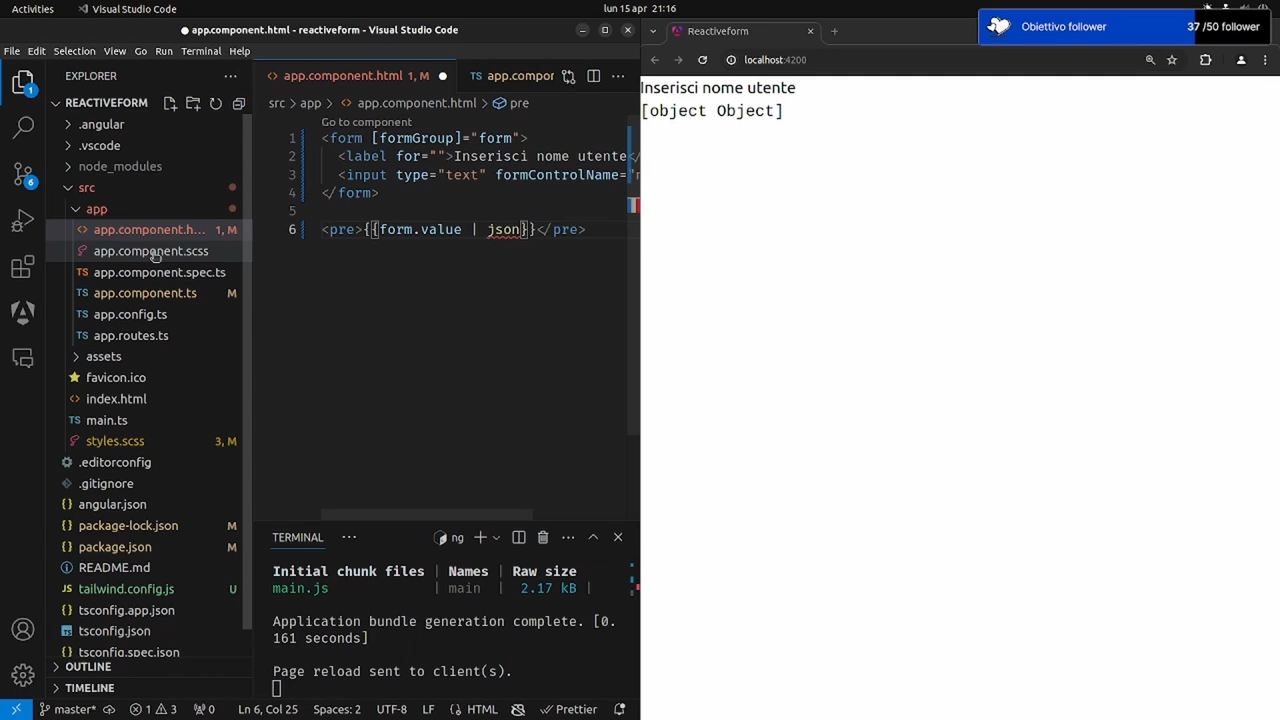 Activities
Visual Studio Code
lun 15 apr 21:16
app.component.html - reactiveform - Visual Studio Code
File Edit Selection View Go Run Terminal Help
EXPLORER
REACTIVEFORM
.angular
.vscode
node_modules
src
app
app.component.h... 1, M
app.component.scss
app.component.spec.ts
app.component.ts M
app.config.ts
app.routes.ts
assets
favicon.ico
index.html
main.ts
styles.scss 3, M
.editorconfig
.gitignore
angular.json
package-lock.json M
package.json M
README.md
tailwind.config.js U
tsconfig.app.json
tsconfig.json
tsconfig.spec.json
OUTLINE
TIMELINE
1
6
app.component.html 1, M
TS app.compor
src > app > app.component.html > pre
Go to component
1 <form [formGroup]="form">
2 <label for="">Inserisci nome utente</
3 <input type="text" formControlName="
4 </form>
5
6 <pre>{{form.value | json}}</pre>
TERMINAL
ng
Initial chunk files | Names | Raw size
main.js | main | 2.17 kB |
Application bundle generation complete. [0.
161 seconds]
Page reload sent to client(s).
master* 1 3 0 Ln 6, Col 25 Spaces: 2 UTF-8 LF HTML Prettier
Reactiveform
localhost:4200
Obiettivo follower 37 /50 follower
Inserisci nome utente
[object Object]